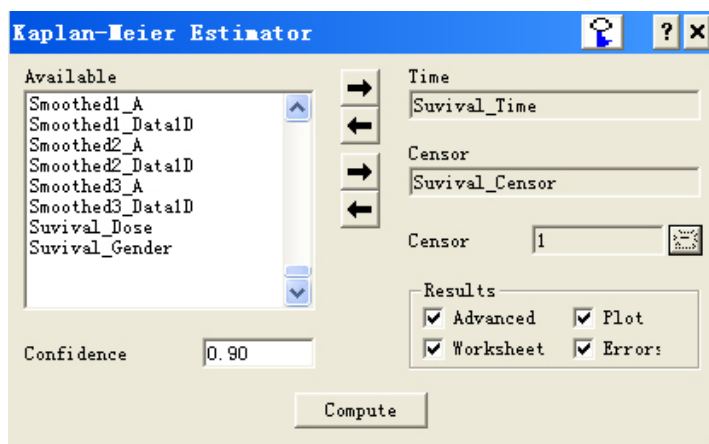 Kaplan-Meier Estimator
?
Available
Smoothed1_A
Smoothed1_Data1D
Smoothed2_A
Smoothed2_Data1D
Smoothed3_A
Smoothed3_Data1D
Suvival_Dose
Suvival_Gender
Confidence 0.90
Time
Suvival_Time
Censor
Suvival_Censor
Censor 1
Results
Advanced Plot
Worksheet Errors
Compute